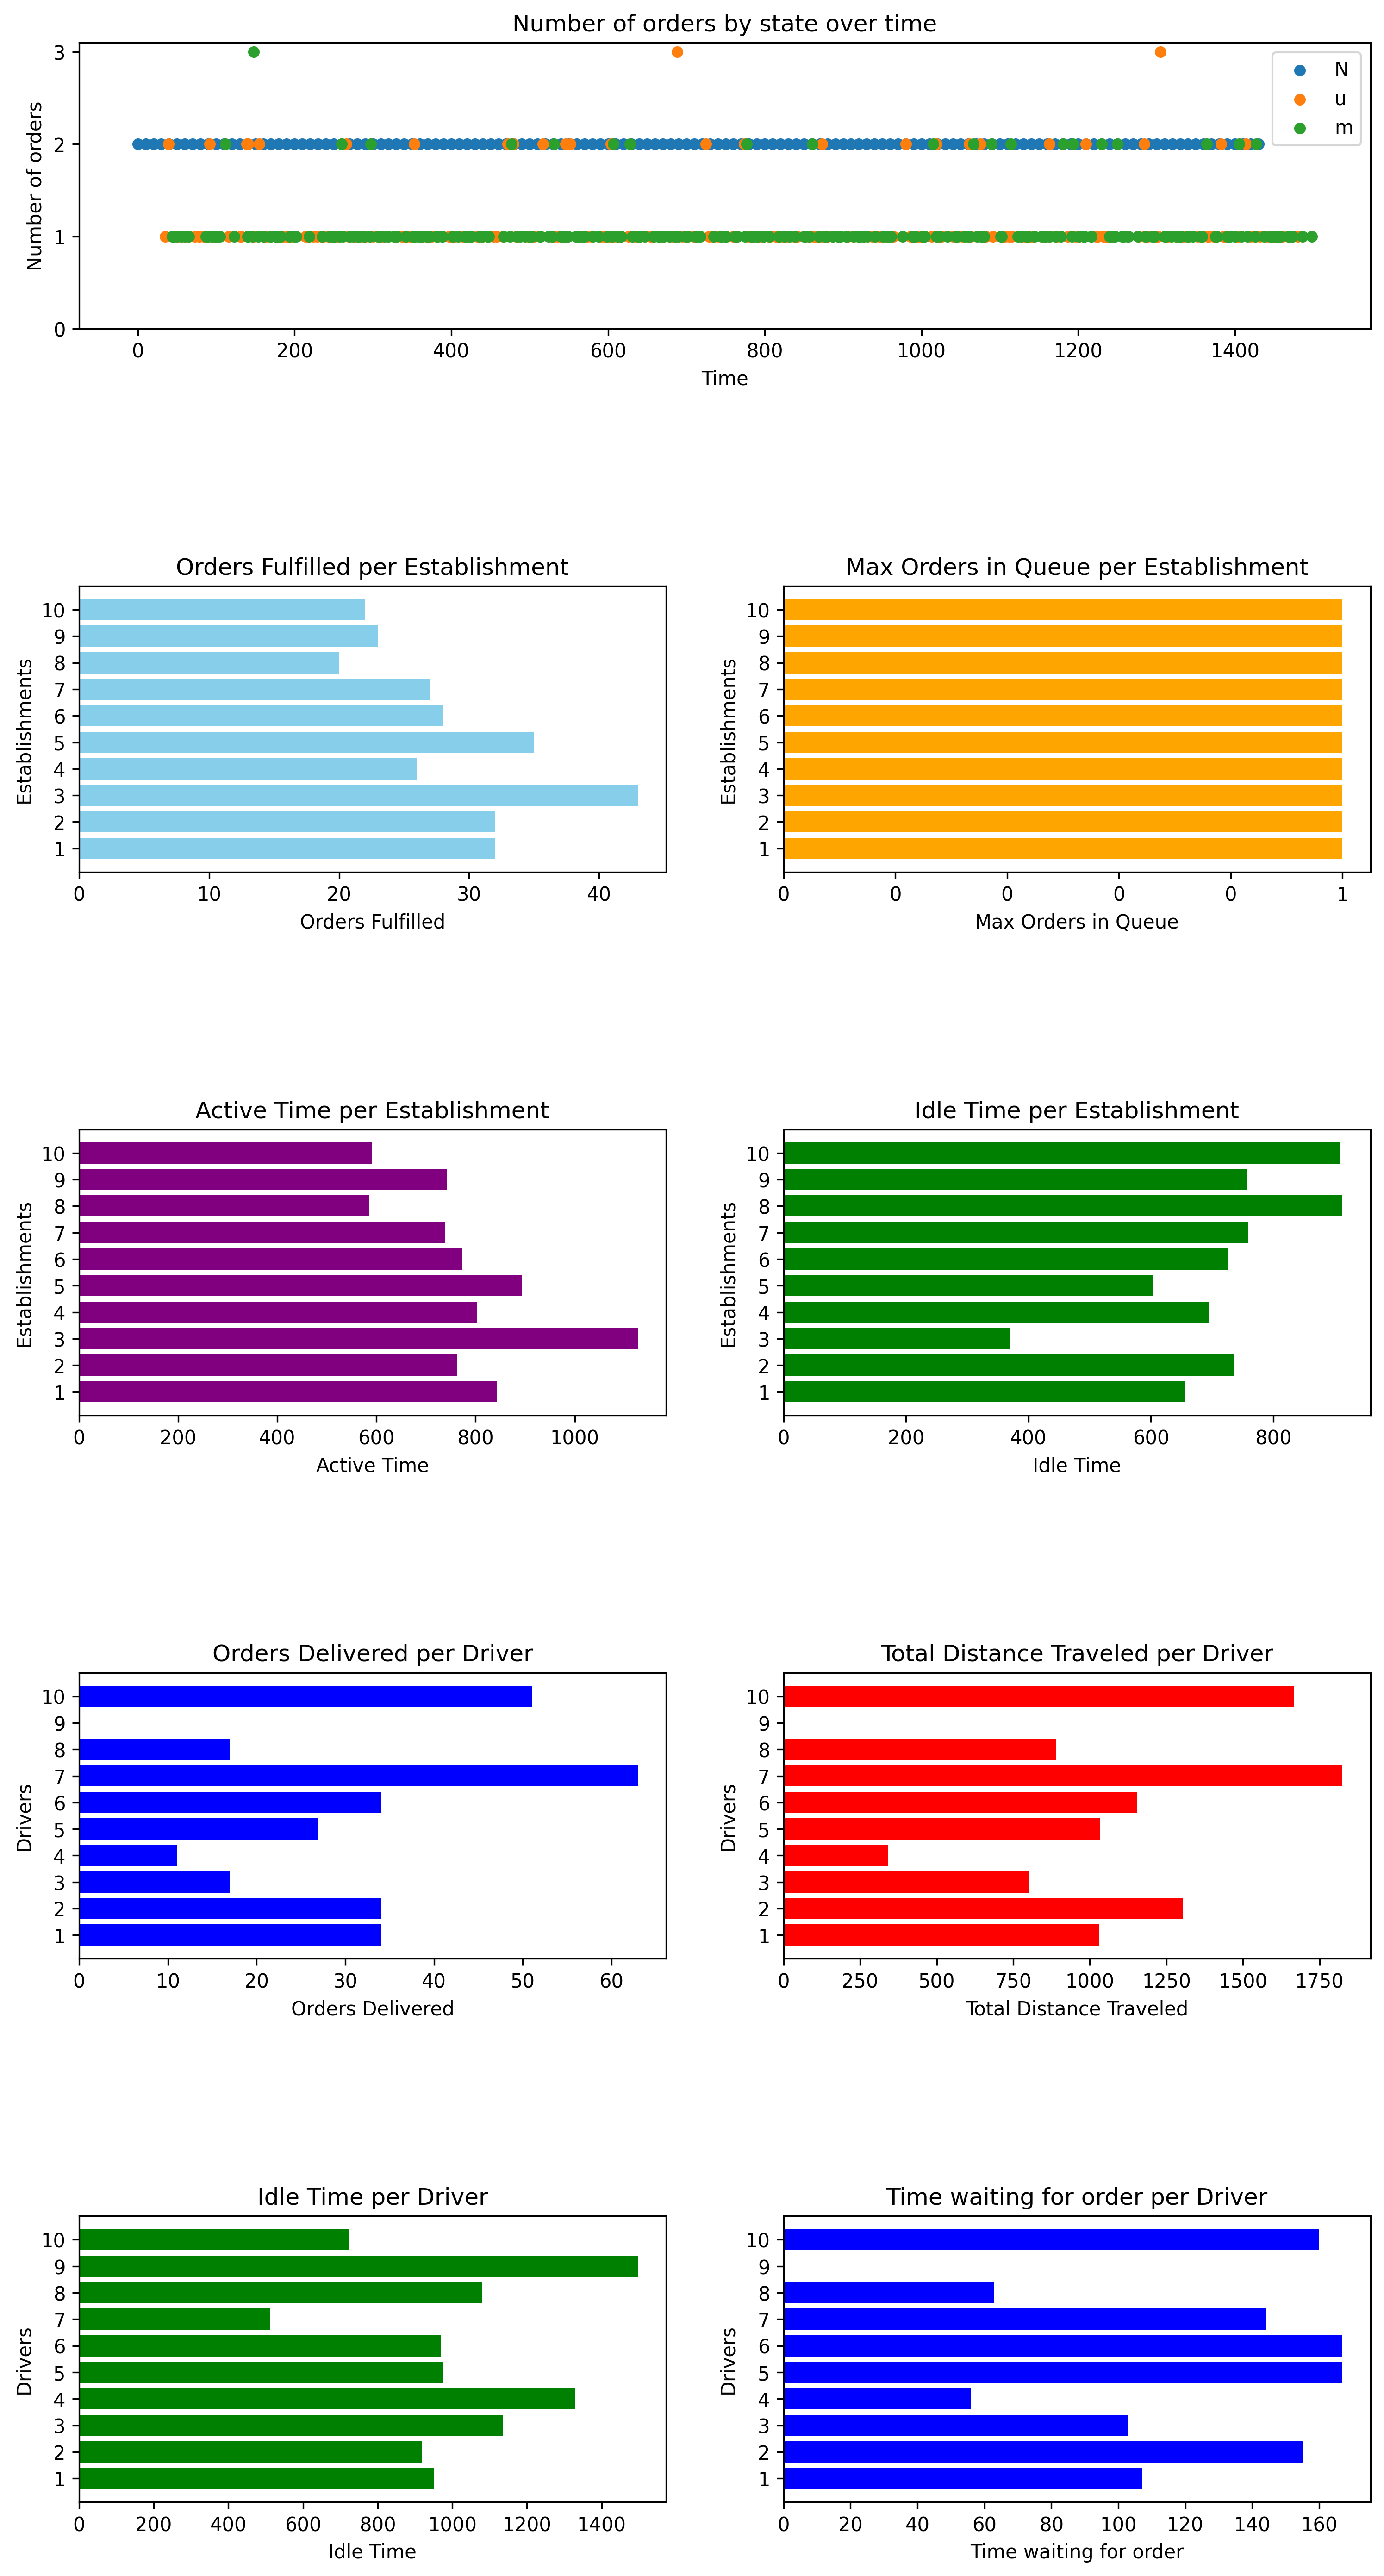 Number of orders by state over time
Number of orders
3
2
1
0
N
u
m
0 200 400 600 800 1000 1200 1400
Time
Orders Fulfilled per Establishment
Establishments
10
9
8
7
6
5
4
3
2
1
0 10 20 30 40
Orders Fulfilled
Max Orders in Queue per Establishment
Establishments
10
9
8
7
6
5
4
3
2
1
0 0 0 0 0 1
Max Orders in Queue
Active Time per Establishment
Establishments
10
9
8
7
6
5
4
3
2
1
0 200 400 600 800 1000
Active Time
Idle Time per Establishment
Establishments
10
9
8
7
6
5
4
3
2
1
0 200 400 600 800
Idle Time
Orders Delivered per Driver
Drivers
10
9
8
7
6
5
4
3
2
1
0 10 20 30 40 50 60
Orders Delivered
Total Distance Traveled per Driver
Drivers
10
9
8
7
6
5
4
3
2
1
0 250 500 750 1000 1250 1500 1750
Total Distance Traveled
Idle Time per Driver
Drivers
10
9
8
7
6
5
4
3
2
1
0 200 400 600 800 1000 1200 1400
Idle Time
Time waiting for order per Driver
Drivers
10
9
8
7
6
5
4
3
2
1
0 20 40 60 80 100 120 140 160
Time waiting for order